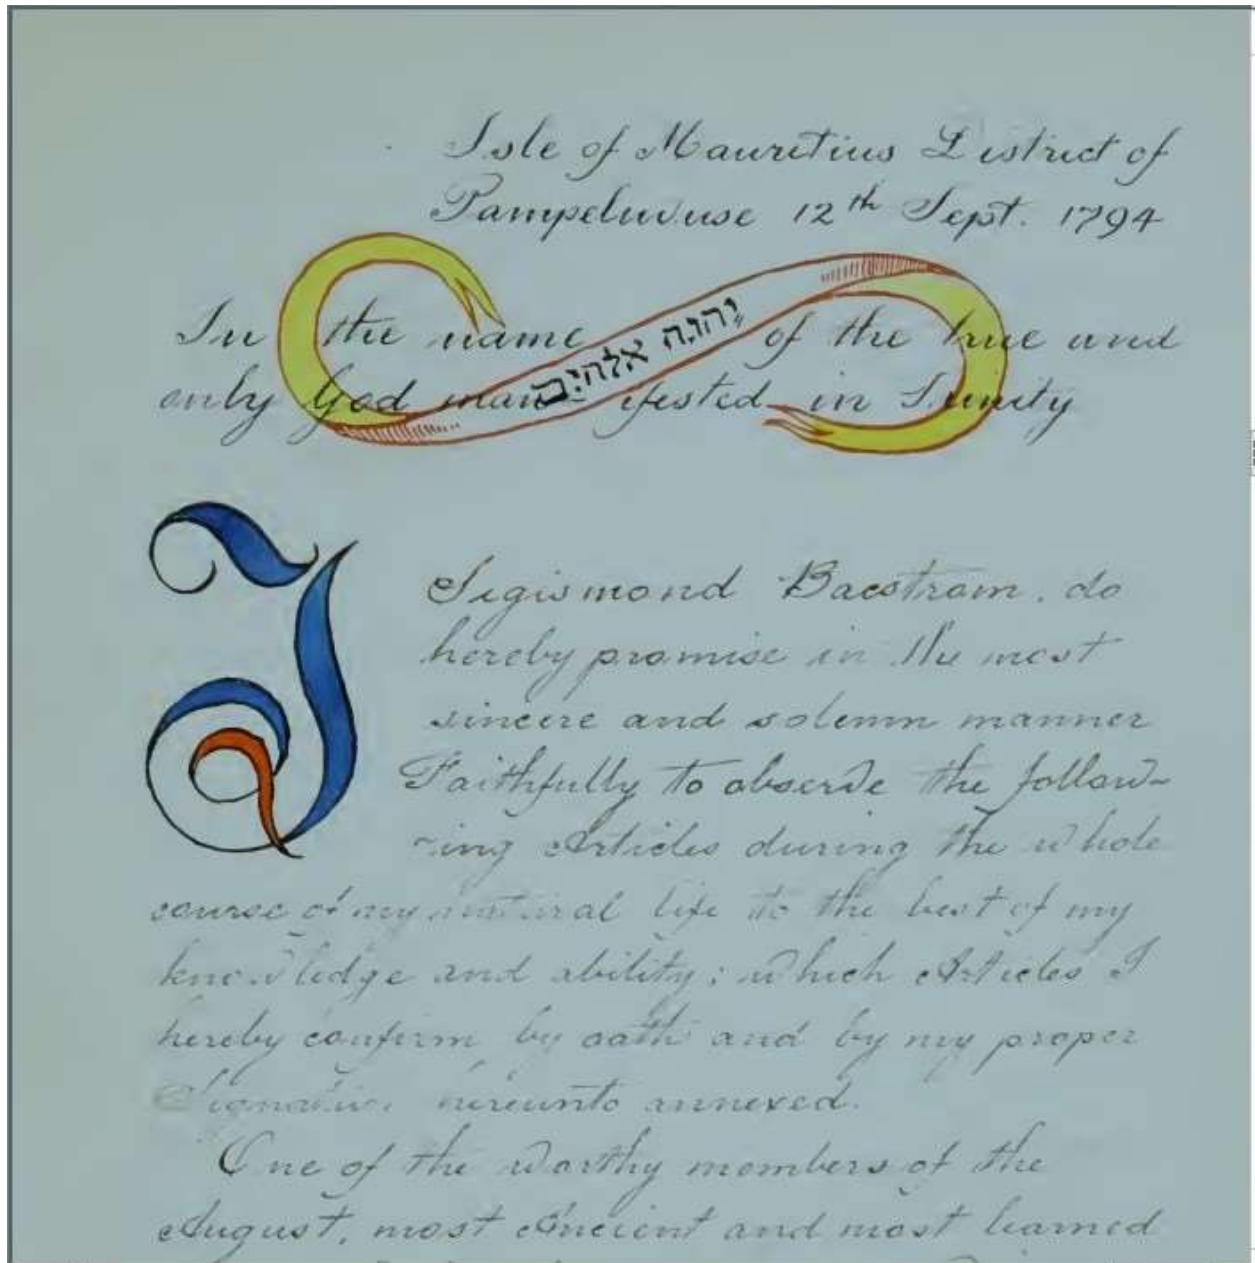 Isle of Mauritius District of
Pampeluvuse 12th Sept. 1794
In the name יהוה אלהים of the true and
only God manifested in Trinity
I Sigismond Bacstrom. do
hereby promise in the most
sincere and solemn manner
Faithfully to observe the follow-
ing Articles during the whole
course of my natural life to the best of my
knowledge and ability; which Articles I
hereby confirm by oath and by my proper
Signature hereunto annexed.
One of the worthy members of the
August, most Ancient and most learned